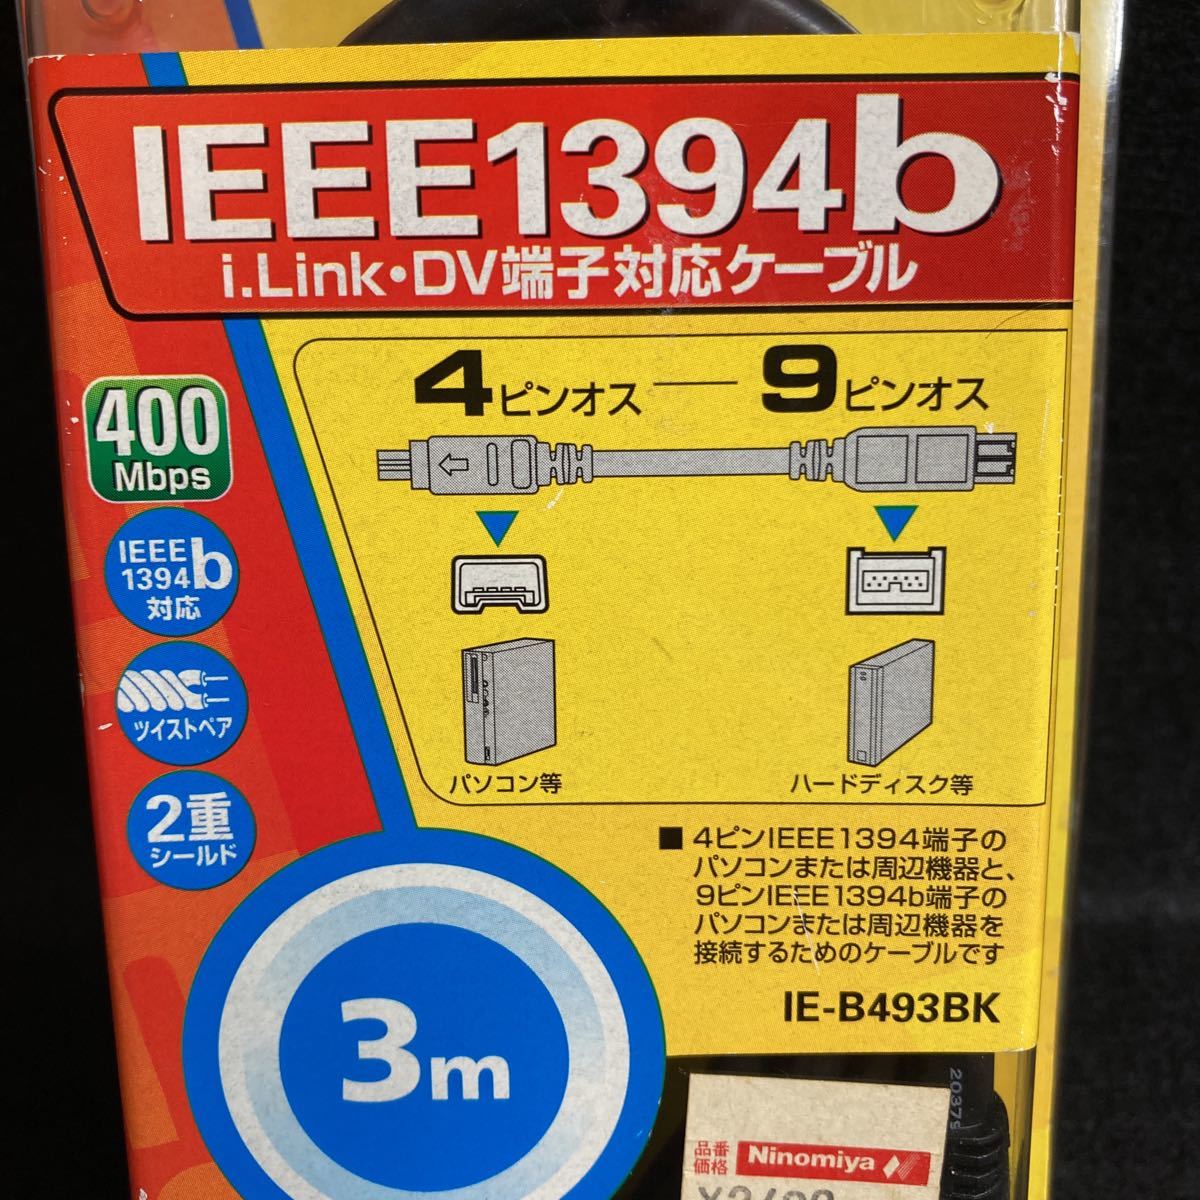 IEEE1394b
i.Link・DV端子対応ケーブル
4ピンオス — 9ピンオス
400
Mbps
IEEE
1394b
対応
ツイストペア
2重
シールド
パソコン等
ハードディスク等
■ 4ピンIEEE1394端子の
パソコンまたは周辺機器と、
9ピンIEEE1394b端子の
パソコンまたは周辺機器を
接続するためのケーブルです
IE-B493BK
3m
品番
価格
Ninomiya